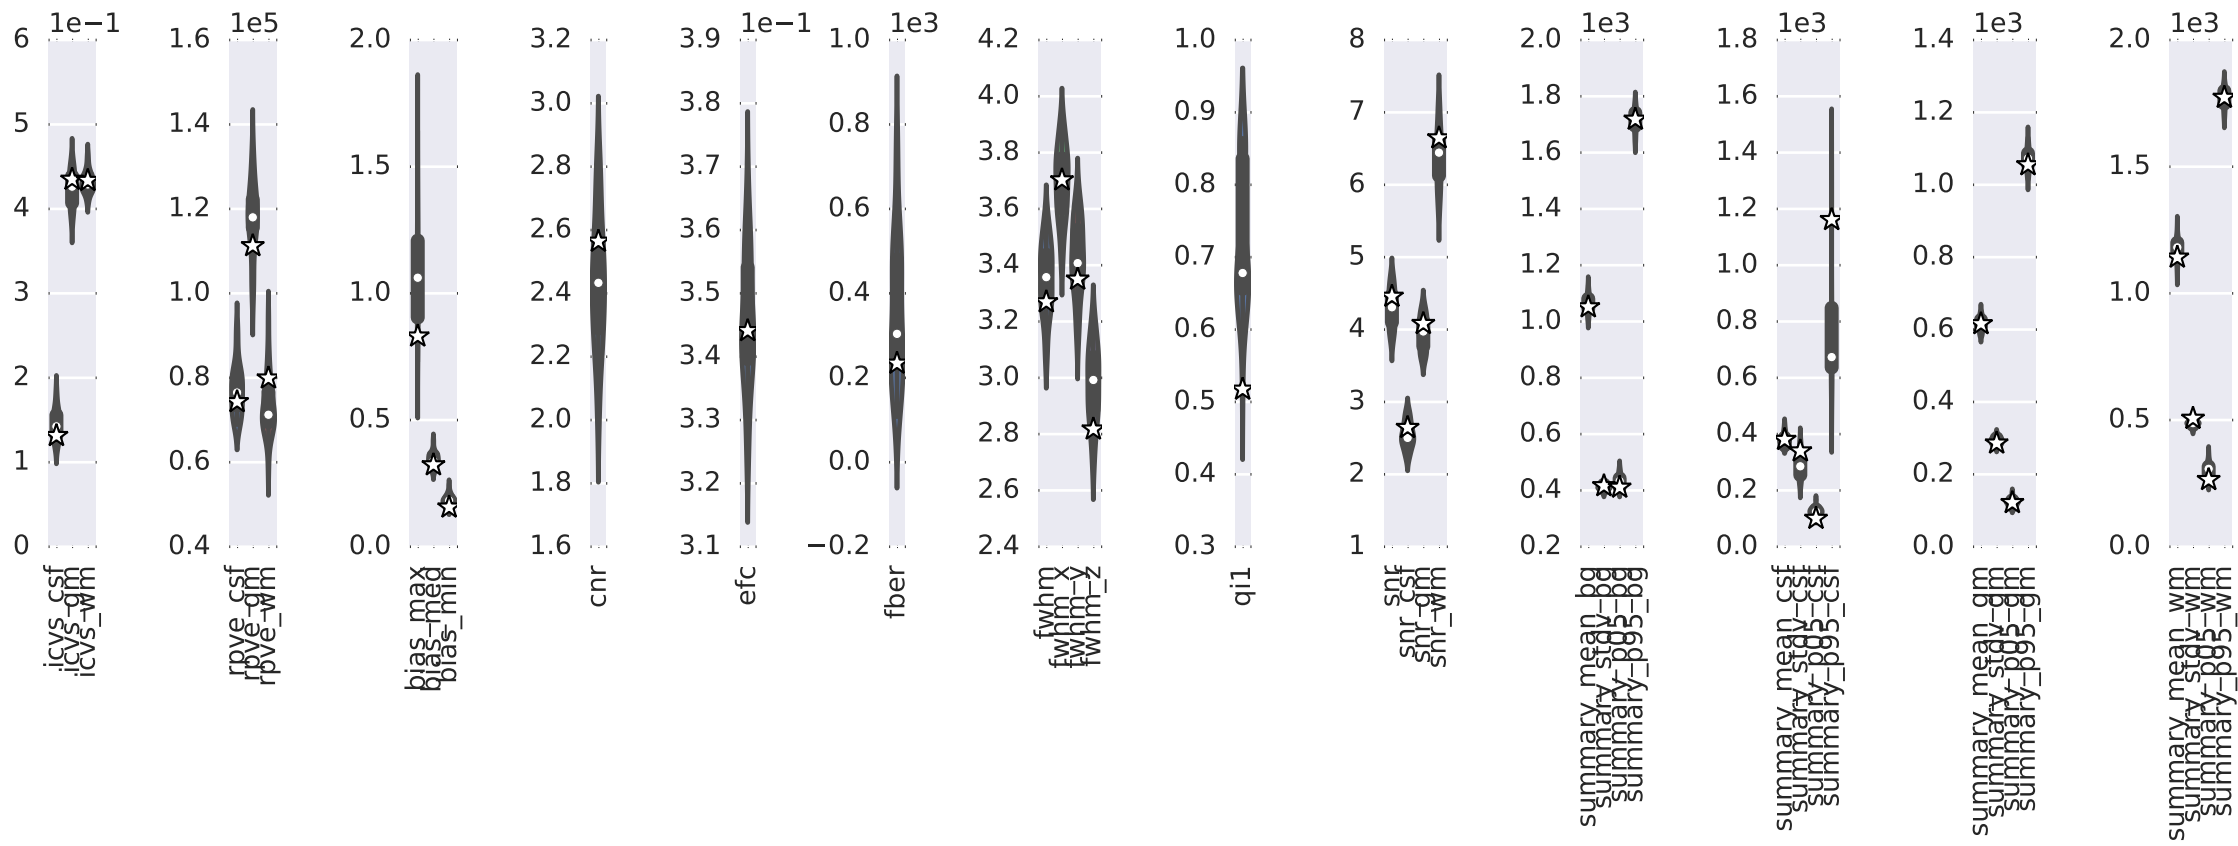 1e−1
6
5
4
3
2
1
0
icvs_csf
icvs_gm
icvs_wm
1e5
1.6
1.4
1.2
1.0
0.8
0.6
0.4
rpve_csf
rpve_gm
rpve_wm
2.0
1.5
1.0
0.5
0.0
bias_max
bias_med
bias_min
3.2
3.0
2.8
2.6
2.4
2.2
2.0
1.8
1.6
cnr
1e−1
3.9
3.8
3.7
3.6
3.5
3.4
3.3
3.2
3.1
efc
1e3
1.0
0.8
0.6
0.4
0.2
0.0
−0.2
fber
4.2
4.0
3.8
3.6
3.4
3.2
3.0
2.8
2.6
2.4
fwhm
fwhm_x
fwhm_y
fwhm_z
1.0
0.9
0.8
0.7
0.6
0.5
0.4
0.3
qi1
8
7
6
5
4
3
2
1
snr
snr_csf
snr_gm
snr_wm
1e3
2.0
1.8
1.6
1.4
1.2
1.0
0.8
0.6
0.4
0.2
summary_mean_bg
summary_stdv_bg
summary_p05_bg
summary_p95_bg
1e3
1.8
1.6
1.4
1.2
1.0
0.8
0.6
0.4
0.2
0.0
summary_mean_csf
summary_stdv_csf
summary_p05_csf
summary_p95_csf
1e3
1.4
1.2
1.0
0.8
0.6
0.4
0.2
0.0
summary_mean_gm
summary_stdv_gm
summary_p05_gm
summary_p95_gm
1e3
2.0
1.5
1.0
0.5
0.0
summary_mean_wm
summary_stdv_wm
summary_p05_wm
summary_p95_wm